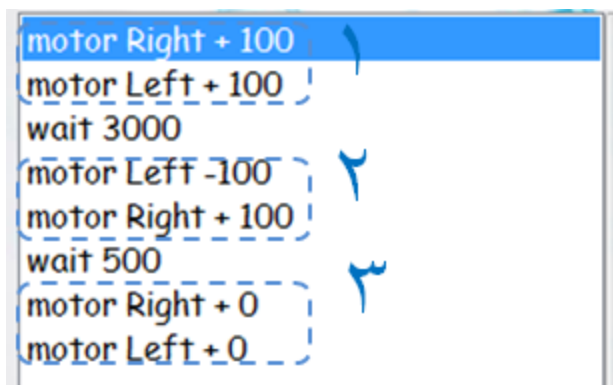 motor Right + 100
١
motor Left + 100
wait 3000
motor Left -100
٢
motor Right + 100
wait 500
٣
motor Right + 0
motor Left + 0